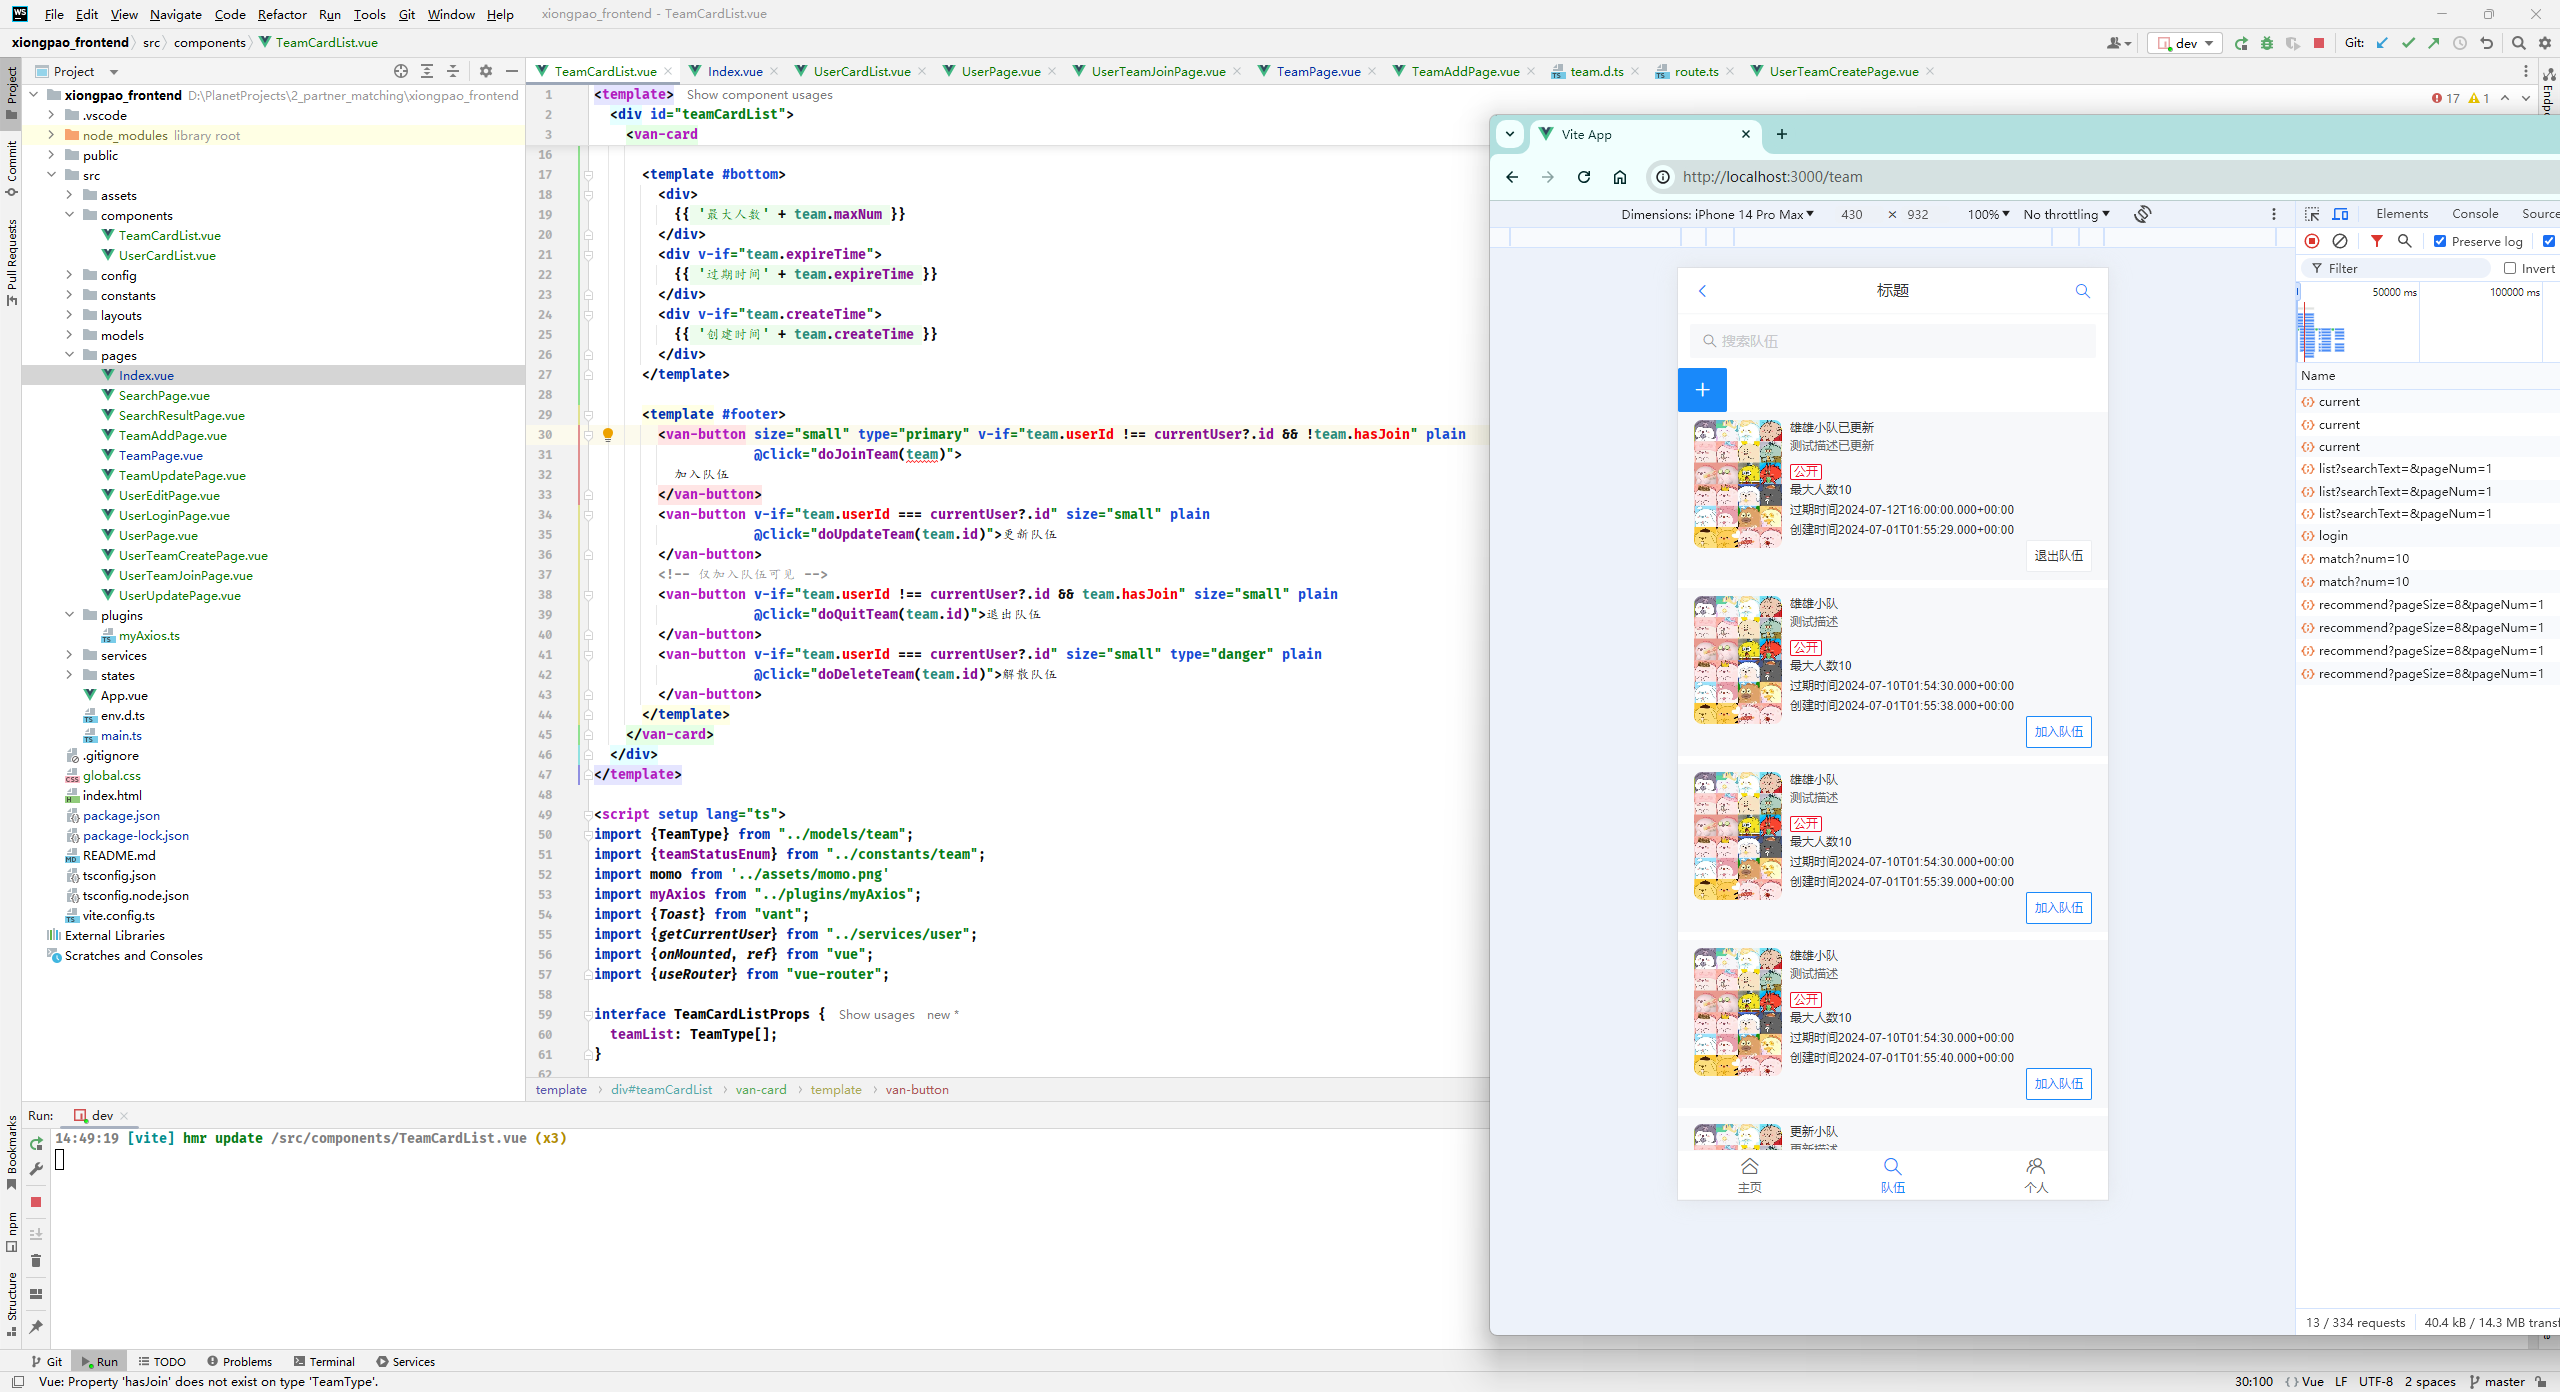 File Edit View Navigate Code Refactor Run Tools Git Window Help xiongpao_frontend - TeamCardList.vue
xiongpao_frontend src components TeamCardList.vue
dev Git:
Project
TeamCardList.vue Index.vue UserCardList.vue UserPage.vue UserTeamJoinPage.vue TeamPage.vue TeamAddPage.vue team.d.ts route.ts UserTeamCreatePage.vue
Project
Commit
Pull Requests
xiongpao_frontend D:\PlanetProjects\2_partner_matching\xiongpao_frontend
.vscode
node_modules library root
public
src
assets
components
TeamCardList.vue
UserCardList.vue
config
constants
layouts
models
pages
Index.vue
SearchPage.vue
SearchResultPage.vue
TeamAddPage.vue
TeamPage.vue
TeamUpdatePage.vue
UserEditPage.vue
UserLoginPage.vue
UserPage.vue
UserTeamCreatePage.vue
UserTeamJoinPage.vue
UserUpdatePage.vue
plugins
myAxios.ts
services
states
App.vue
env.d.ts
main.ts
.gitignore
global.css
index.html
package.json
package-lock.json
README.md
tsconfig.json
tsconfig.node.json
vite.config.ts
External Libraries
Scratches and Consoles
17 1
1 <template> Show component usages
2 <div id="teamCardList">
3 <van-card
16
17 <template #bottom>
18 <div>
19 {{ '最大人数' + team.maxNum }}
20 </div>
21 <div v-if="team.expireTime">
22 {{ '过期时间' + team.expireTime }}
23 </div>
24 <div v-if="team.createTime">
25 {{ '创建时间' + team.createTime }}
26 </div>
27 </template>
28
29 <template #footer>
30 <van-button size="small" type="primary" v-if="team.userId !== currentUser?.id && !team.hasJoin" plain
31 @click="doJoinTeam(team)">
32 加入队伍
33 </van-button>
34 <van-button v-if="team.userId === currentUser?.id" size="small" plain
35 @click="doUpdateTeam(team.id)">更新队伍
36 </van-button>
37 <!-- 仅加入队伍可见 -->
38 <van-button v-if="team.userId !== currentUser?.id && team.hasJoin" size="small" plain
39 @click="doQuitTeam(team.id)">退出队伍
40 </van-button>
41 <van-button v-if="team.userId === currentUser?.id" size="small" type="danger" plain
42 @click="doDeleteTeam(team.id)">解散队伍
43 </van-button>
44 </template>
45 </van-card>
46 </div>
47 </template>
48
49 <script setup lang="ts">
50 import {TeamType} from "../models/team";
51 import {teamStatusEnum} from "../constants/team";
52 import momo from '../assets/momo.png'
53 import myAxios from "../plugins/myAxios";
54 import {Toast} from "vant";
55 import {getCurrentUser} from "../services/user";
56 import {onMounted, ref} from "vue";
57 import {useRouter} from "vue-router";
58
59 interface TeamCardListProps { Show usages new *
60 teamList: TeamType[];
61 }
62
template div#teamCardList van-card template van-button
Vite App
http://localhost:3000/team
Dimensions: iPhone 14 Pro Max 430 × 932 100% No throttling
标题
搜索队伍
雄雄小队已更新
测试描述已更新
公开
最大人数10
过期时间2024-07-12T16:00:00.000+00:00
创建时间2024-07-01T01:55:29.000+00:00
退出队伍
雄雄小队
测试描述
公开
最大人数10
过期时间2024-07-10T01:54:30.000+00:00
创建时间2024-07-01T01:55:38.000+00:00
加入队伍
雄雄小队
测试描述
公开
最大人数10
过期时间2024-07-10T01:54:30.000+00:00
创建时间2024-07-01T01:55:39.000+00:00
加入队伍
雄雄小队
测试描述
公开
最大人数10
过期时间2024-07-10T01:54:30.000+00:00
创建时间2024-07-01T01:55:40.000+00:00
加入队伍
更新小队
更新描述
主页 队伍 个人
Elements Console Source
Preserve log
Filter Invert
50000 ms 100000 ms
Name
current
current
current
list?searchText=&pageNum=1
list?searchText=&pageNum=1
list?searchText=&pageNum=1
login
match?num=10
match?num=10
recommend?pageSize=8&pageNum=1
recommend?pageSize=8&pageNum=1
recommend?pageSize=8&pageNum=1
recommend?pageSize=8&pageNum=1
13 / 334 requests 40.4 kB / 14.3 MB transf
Run: dev
14:49:19 [vite] hmr update /src/components/TeamCardList.vue (x3)
Bookmarks
npm
Structure
Git Run TODO Problems Terminal Services
Vue: Property 'hasJoin' does not exist on type 'TeamType'.
30:100 Vue LF UTF-8 2 spaces master